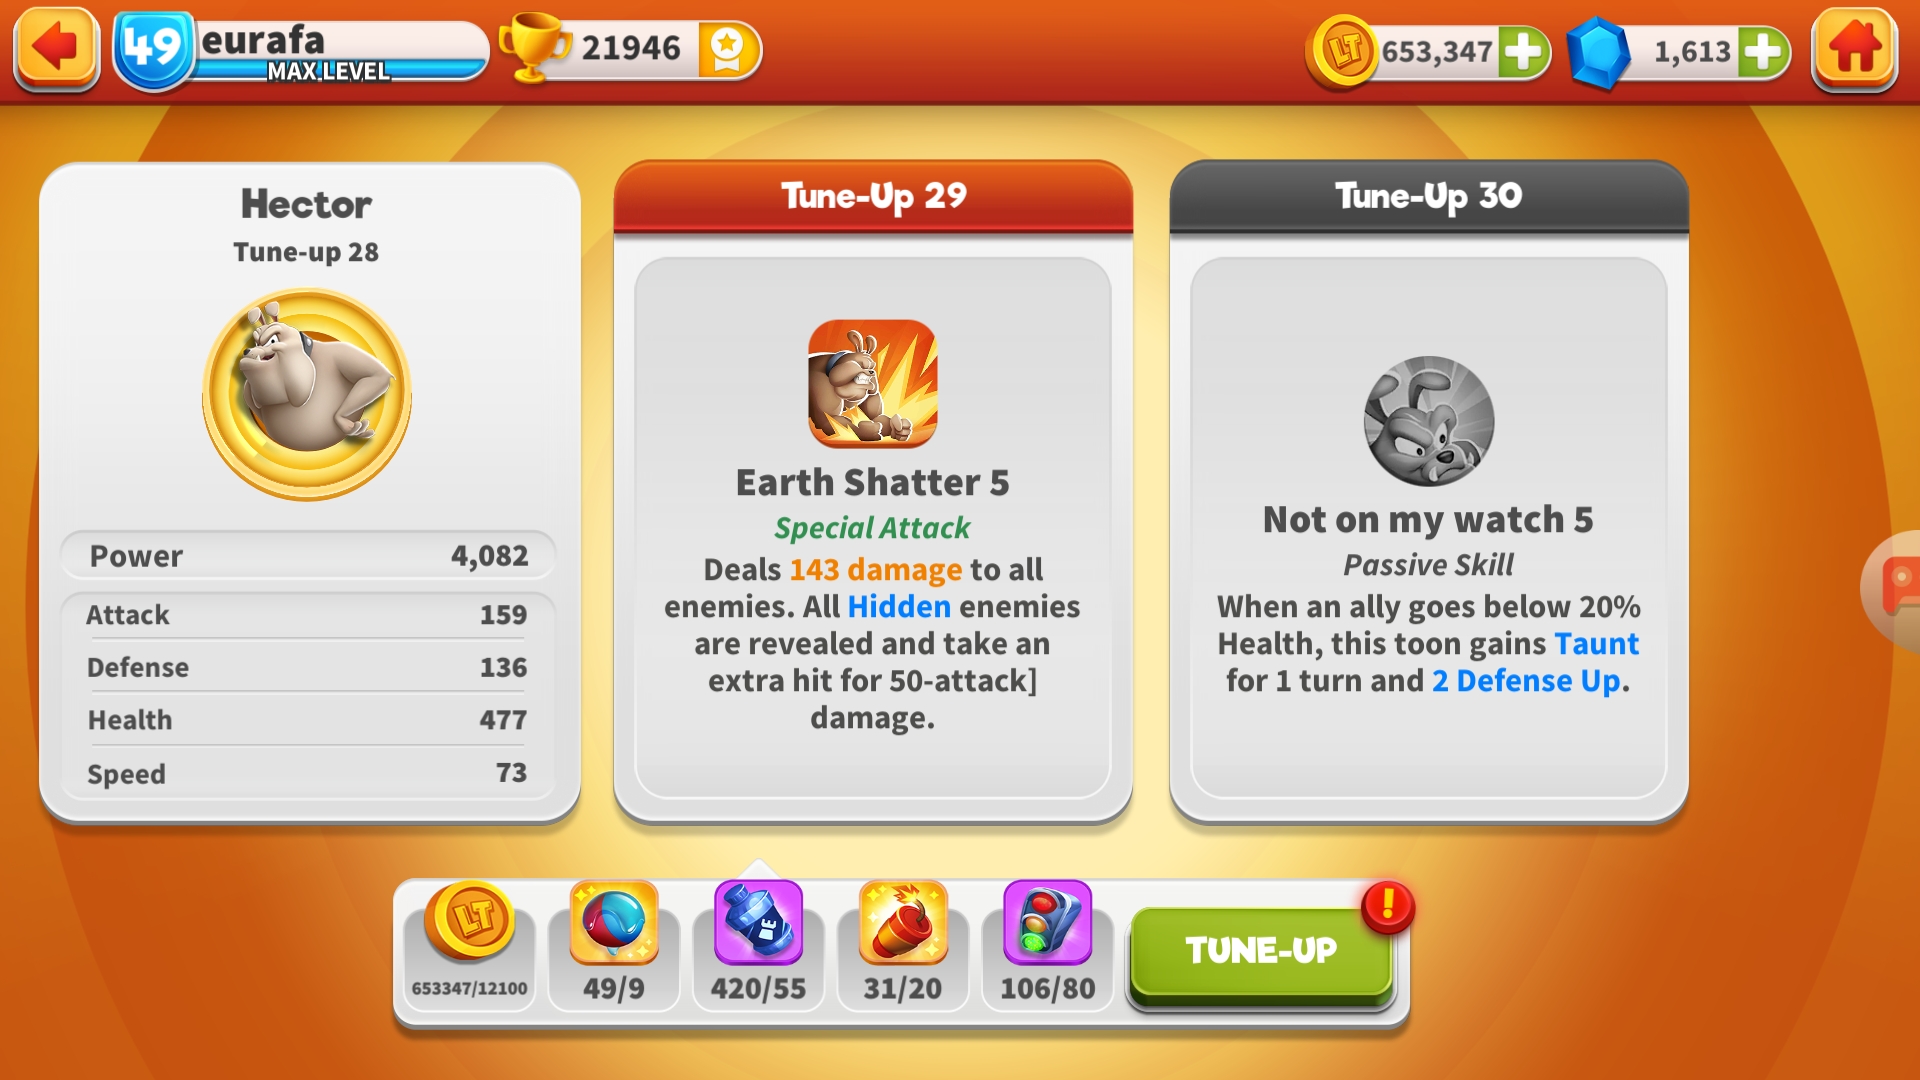 49
eurafa
MAX LEVEL
21946
LT
653,347
1,613
Hector
Tune-up 28
Power 4,082
Attack 159
Defense 136
Health 477
Speed 73
Tune-Up 29
Earth Shatter 5
Special Attack
Deals 143 damage to all
enemies. All Hidden enemies
are revealed and take an
extra hit for 50-attack]
damage.
Tune-Up 30
Not on my watch 5
Passive Skill
When an ally goes below 20%
Health, this toon gains Taunt
for 1 turn and 2 Defense Up.
LT
653347/12100
49/9
420/55
31/20
106/80
TUNE-UP
!